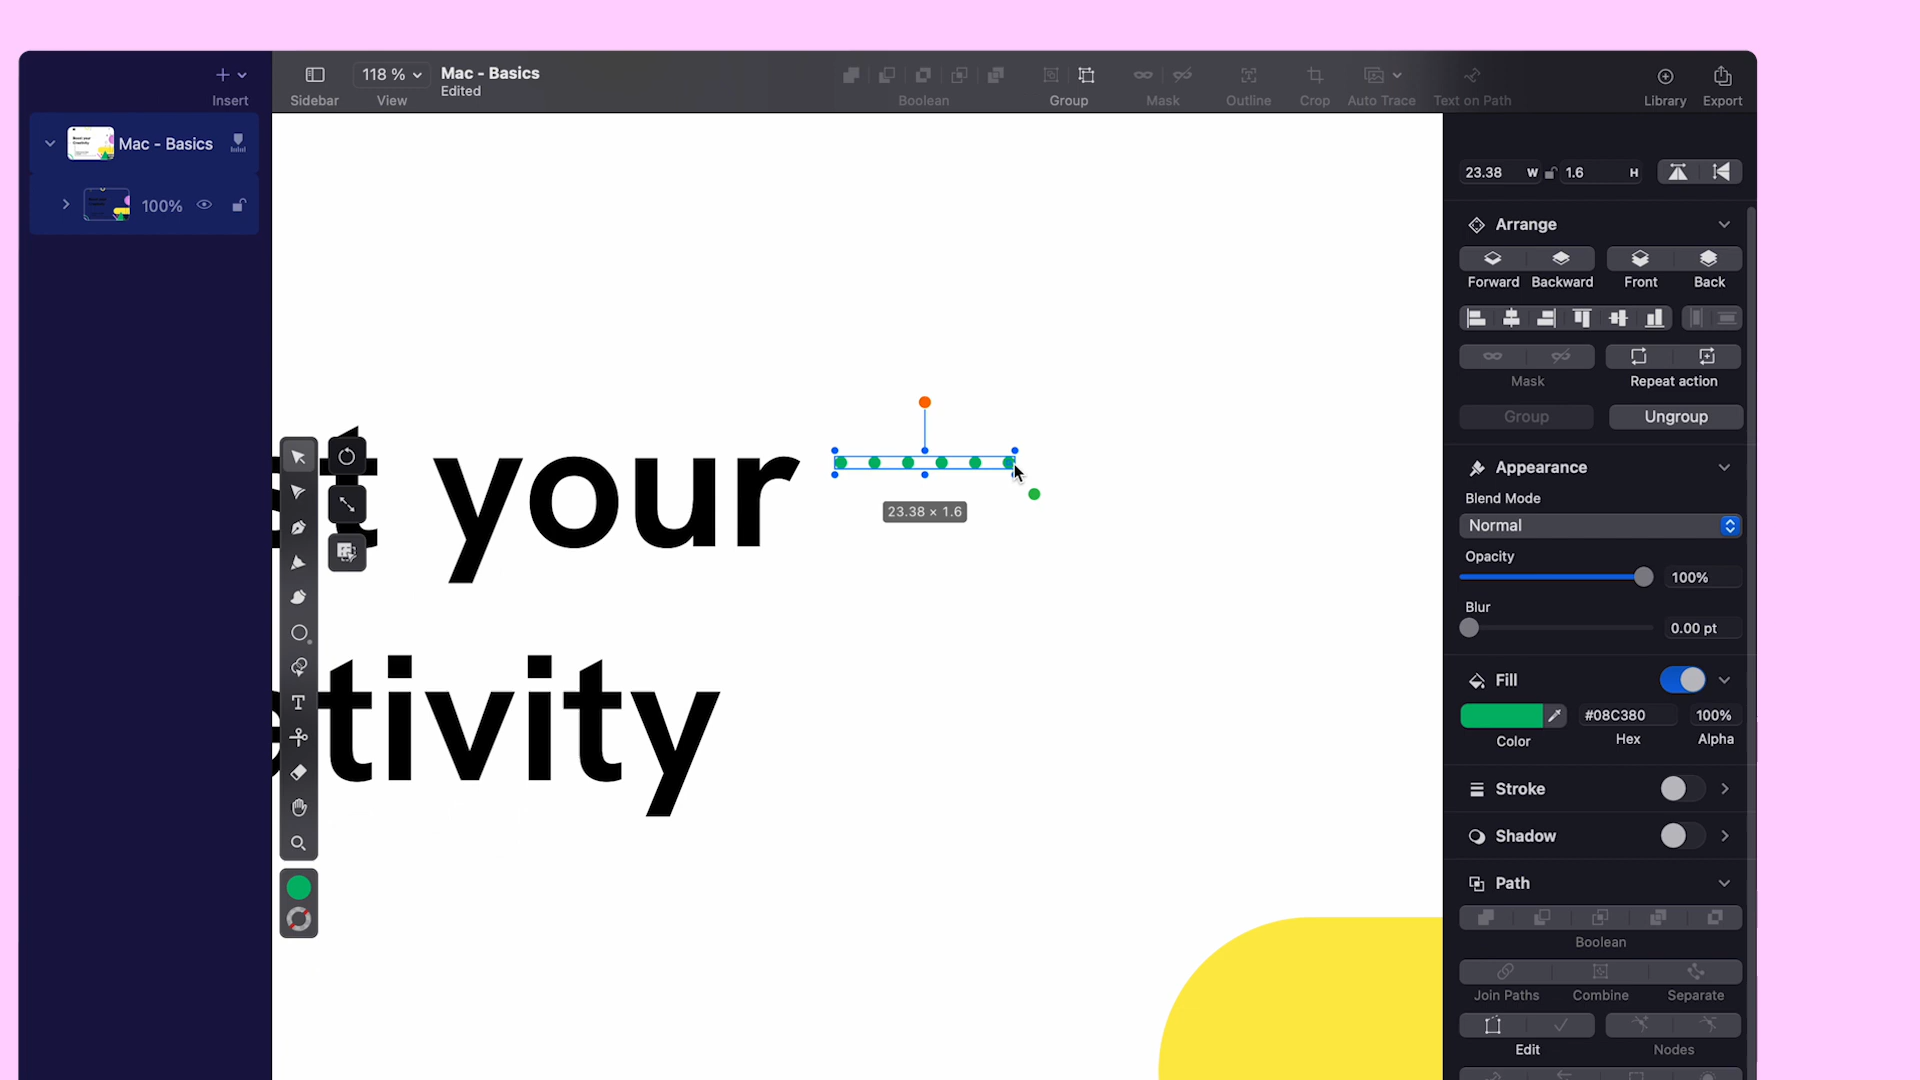 118 %
Mac - Basics
Edited
Insert
Sidebar
View
Boolean
Group
Mask
Outline
Crop
Auto Trace
Text on Path
Library
Export
Mac - Basics
100%
23.38 W 1.6 H
Arrange
Forward Backward Front Back
Mask Repeat action
Group Ungroup
t your
23.38 × 1.6
tivity
Appearance
Blend Mode
Normal
Opacity
100%
Blur
0.00 pt
Fill
#08C380 100%
Color Hex Alpha
Stroke
Shadow
Path
Boolean
Join Paths Combine Separate
Edit Nodes